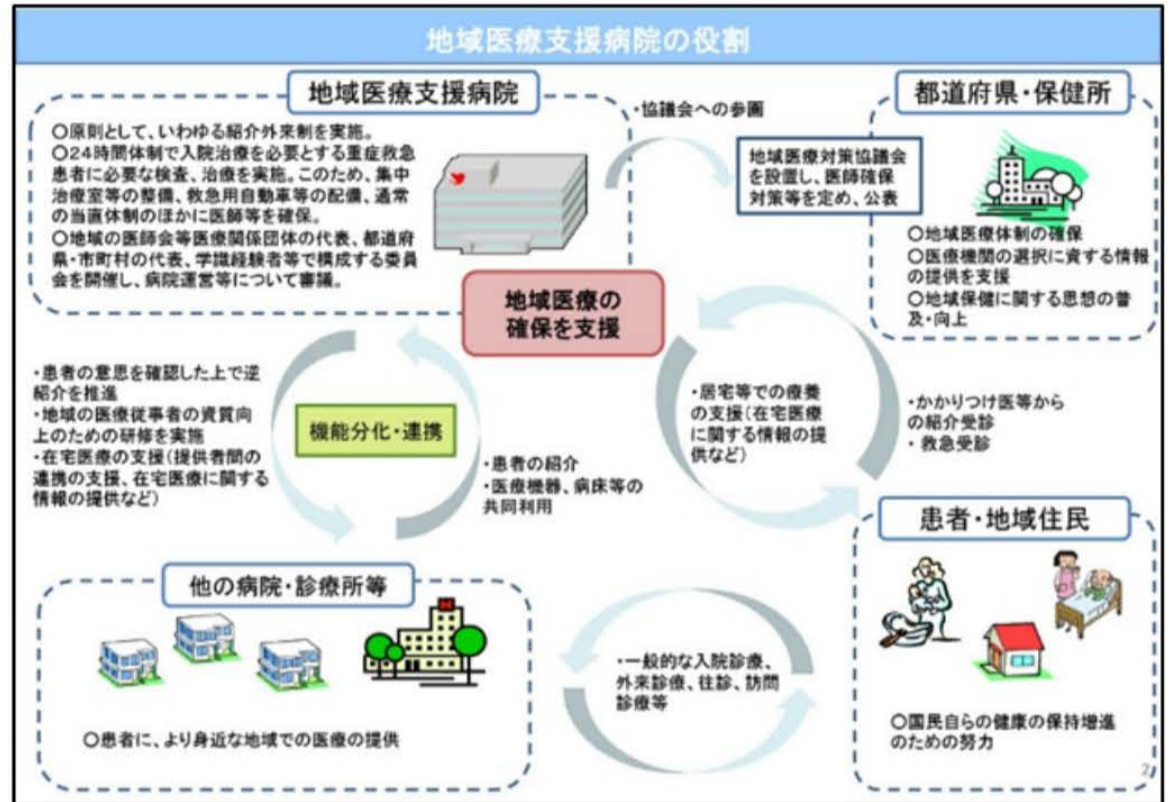 地域医療支援病院の役割
地域医療支援病院
〇原則として、いわゆる紹介外来制を実施。
〇24時間体制で入院治療を必要とする重症救急
患者に必要な検査、治療を実施。このため、集中
治療室等の整備、救急用自動車等の配備、通常
の当直体制のほかに医師等を確保。
〇地域の医師会等医療関係団体の代表、都道府
県・市町村の代表、学識経験者等で構成する委員
会を開催し、病院運営等について審議。
・協議会への参画
都道府県・保健所
地域医療対策協議会
を設置し、医師確保
対策等を定め、公表
〇地域医療体制の確保
〇医療機関の選択に資する情報
の提供を支援
〇地域保健に関する思想の普
及・向上
地域医療の
確保を支援
・患者の意思を確認した上で逆
紹介を推進
・地域の医療従事者の資質向
上のための研修を実施
・在宅医療の支援(提供者間の
連携の支援、在宅医療に関する
情報の提供など)
機能分化・連携
・患者の紹介
・医療機器、病床等の
共同利用
・居宅等での療養
の支援(在宅医療
に関する情報の提
供など)
・かかりつけ医等から
の紹介受診
・ 救急受診
他の病院・診療所等
〇患者に、より身近な地域での医療の提供
・一般的な入院診療、
外来診療、往診、訪問
診療等
患者・地域住民
〇国民自らの健康の保持増進
のための努力
2